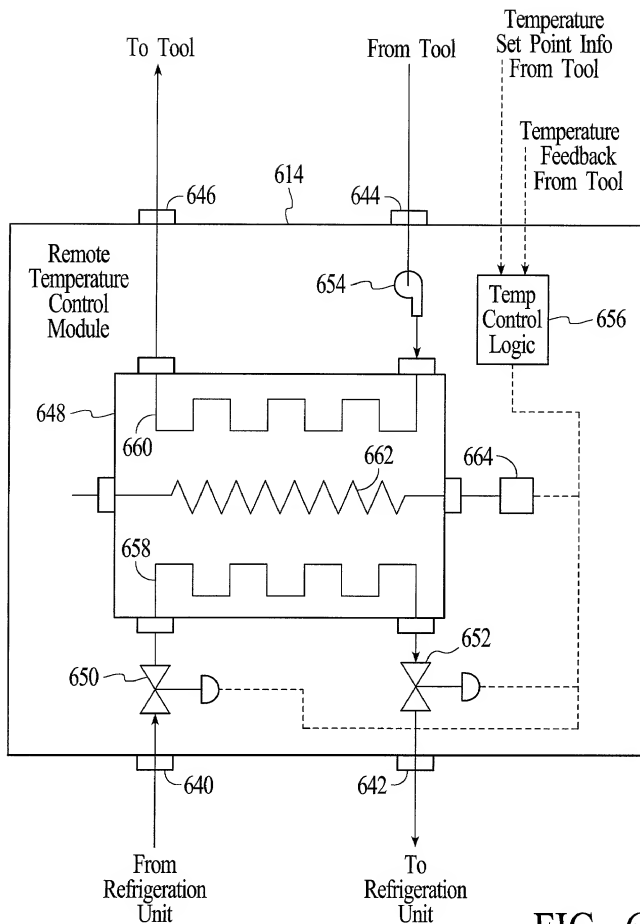 To Tool
From Tool
Temperature
Set Point Info
From Tool
Temperature
Feedback
From Tool
646
614
644
Remote
Temperature
Control
Module
654
Temp
Control
Logic
656
648
660
662
664
658
650
652
640
642
From
Refrigeration
Unit
To
Refrigeration
Unit
FIG.